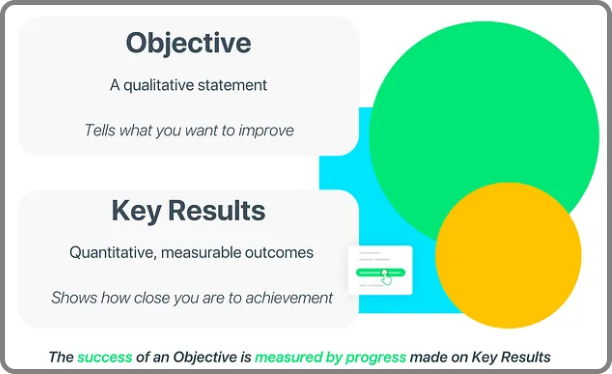 Objective
A qualitative statement
Tells what you want to improve
Key Results
Quantitative, measurable outcomes
Shows how close you are to achievement
The success of an Objective is measured by progress made on Key Results